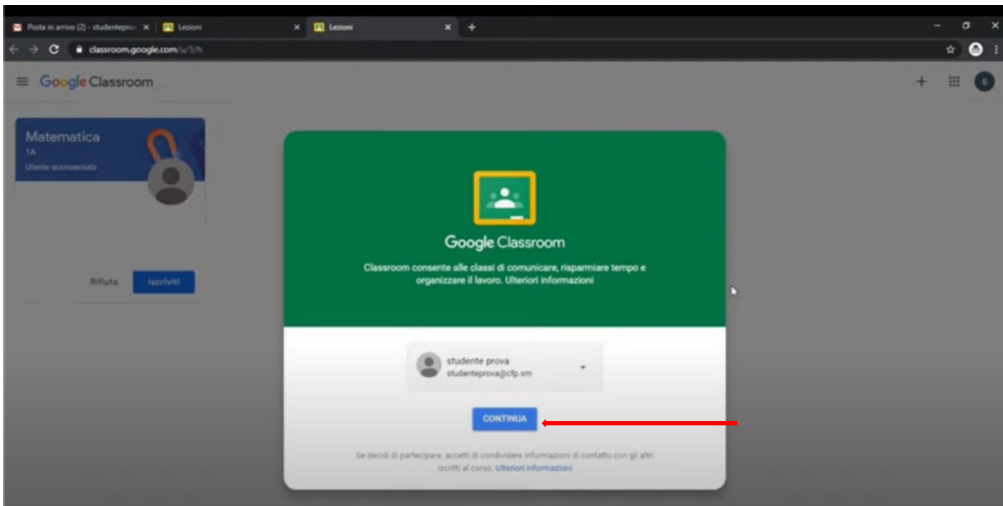 Posta in arrivo (2) - studentepro
Lezioni
Lezioni
classroom.google.com/u/3/h
Google Classroom
S
Matematica
1A
Utente sconosciuto
Rifiuta
Iscriviti
Google Classroom
Classroom consente alle classi di comunicare, risparmiare tempo e
organizzare il lavoro. Ulteriori informazioni
studente prova
studenteprova@cfp.sm
CONTINUA
Se decidi di partecipare, accetti di condividere informazioni di contatto con gli altri
iscritti al corso. Ulteriori informazioni